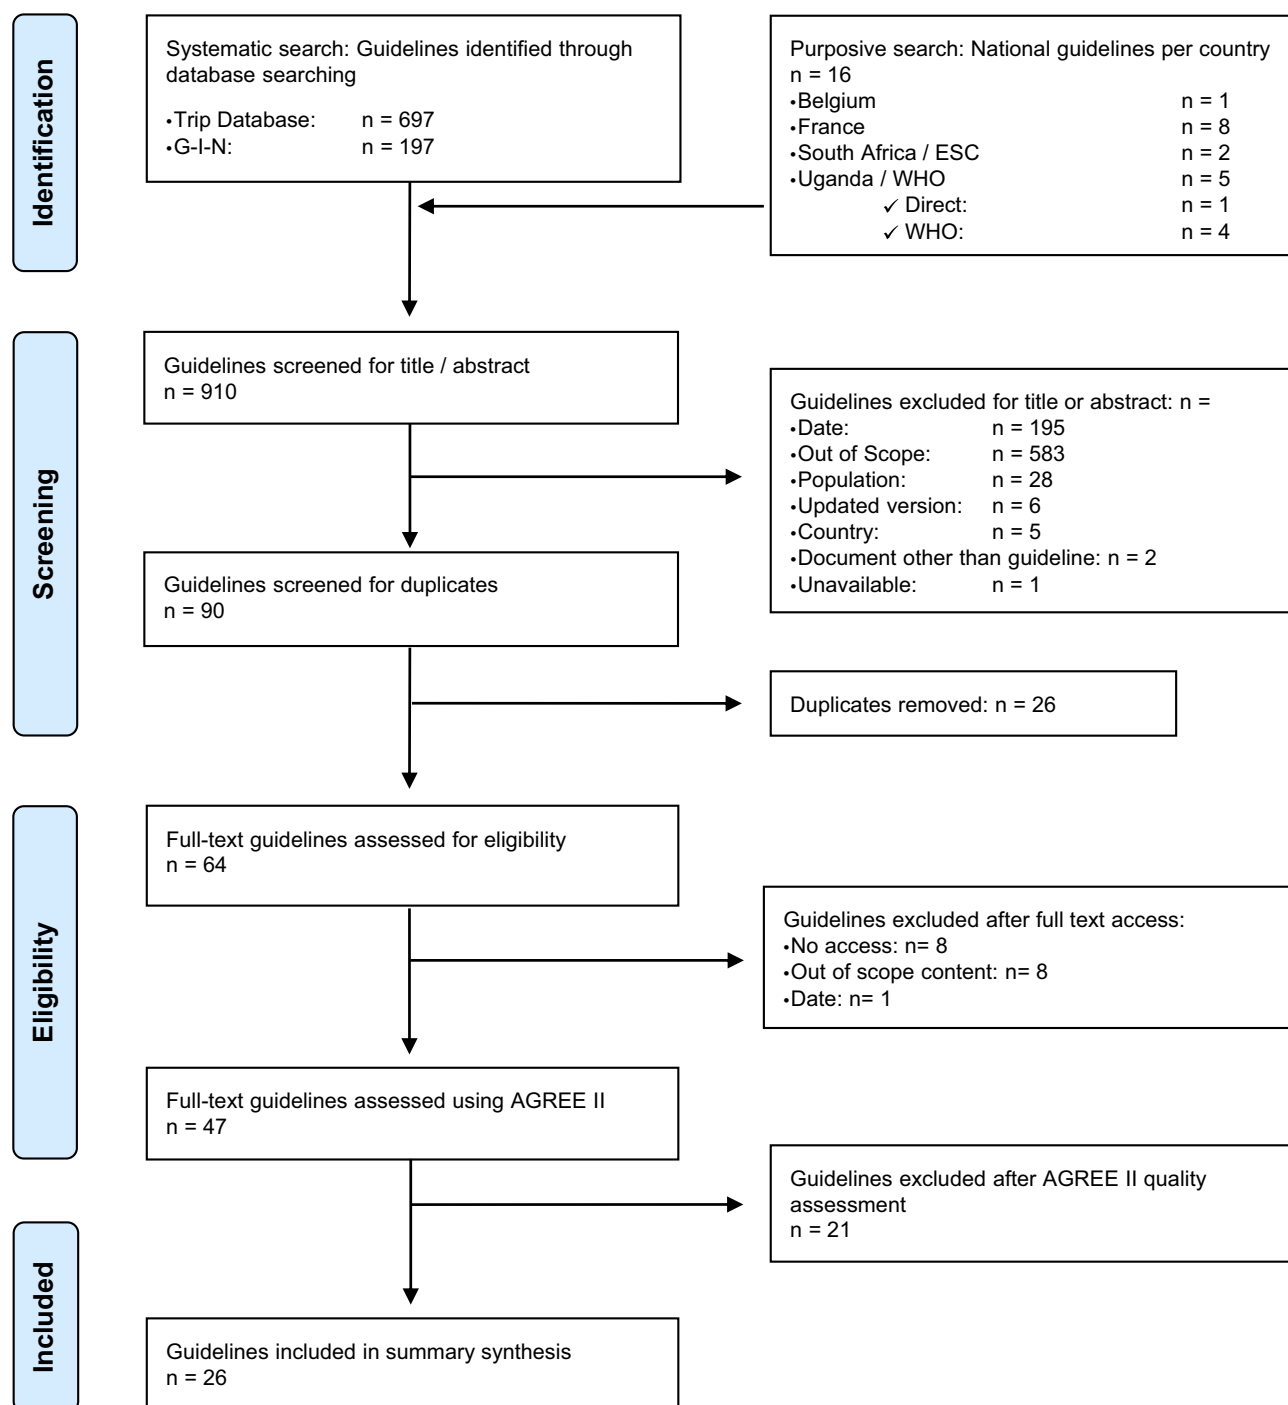 Identification
Systematic search: Guidelines identified through
database searching
•Trip Database: n = 697
•G-I-N: n = 197
Purposive search: National guidelines per country
n = 16
•Belgium n = 1
•France n = 8
•South Africa / ESC n = 2
•Uganda / WHO n = 5
✓ Direct: n = 1
✓ WHO: n = 4
Screening
Guidelines screened for title / abstract
n = 910
Guidelines excluded for title or abstract: n =
•Date: n = 195
•Out of Scope: n = 583
•Population: n = 28
•Updated version: n = 6
•Country: n = 5
•Document other than guideline: n = 2
•Unavailable: n = 1
Guidelines screened for duplicates
n = 90
Duplicates removed: n = 26
Eligibility
Full-text guidelines assessed for eligibility
n = 64
Guidelines excluded after full text access:
•No access: n= 8
•Out of scope content: n= 8
•Date: n= 1
Full-text guidelines assessed using AGREE II
n = 47
Guidelines excluded after AGREE II quality
assessment
n = 21
Included
Guidelines included in summary synthesis
n = 26